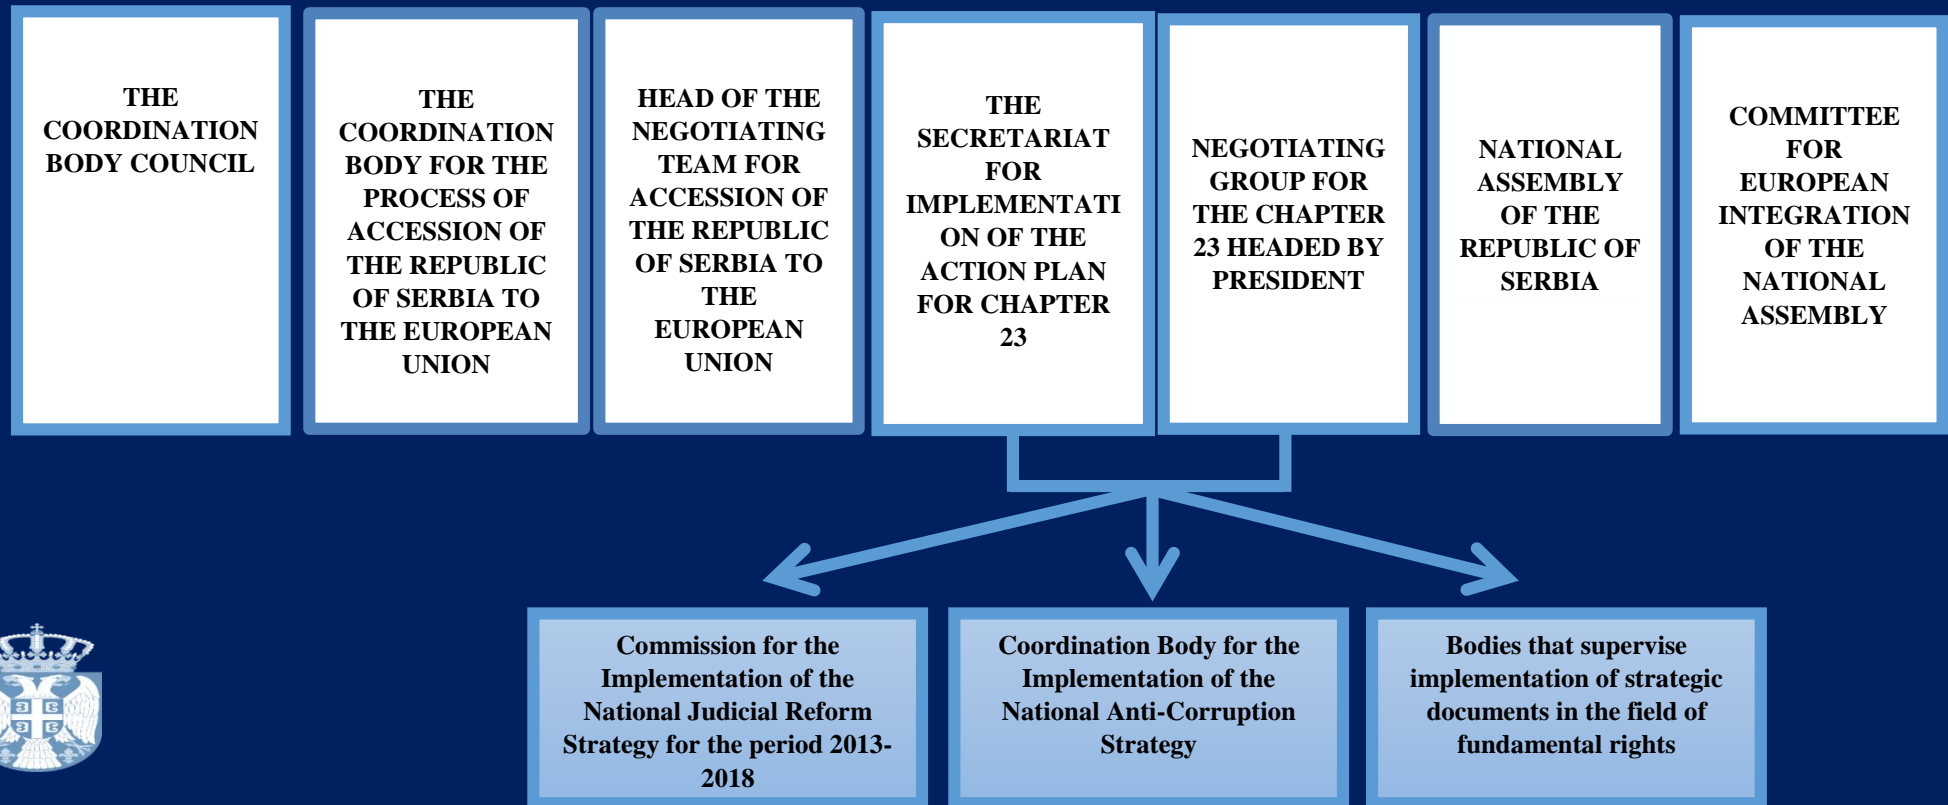 THE
COORDINATION
BODY COUNCIL
THE
COORDINATION
BODY FOR THE
PROCESS OF
ACCESSION OF
THE REPUBLIC
OF SERBIA TO
THE EUROPEAN
UNION
HEAD OF THE
NEGOTIATING
TEAM FOR
ACCESSION OF
THE REPUBLIC
OF SERBIA TO
THE
EUROPEAN
UNION
THE
SECRETARIAT
FOR
IMPLEMENTATI
ON OF THE
ACTION PLAN
FOR CHAPTER
23
NEGOTIATING
GROUP FOR
THE CHAPTER
23 HEADED BY
PRESIDENT
NATIONAL
ASSEMBLY
OF THE
REPUBLIC OF
SERBIA
COMMITTEE
FOR
EUROPEAN
INTEGRATION
OF THE
NATIONAL
ASSEMBLY
Commission for the
Implementation of the
National Judicial Reform
Strategy for the period 2013-
2018
Coordination Body for the
Implementation of the
National Anti-Corruption
Strategy
Bodies that supervise
implementation of strategic
documents in the field of
fundamental rights